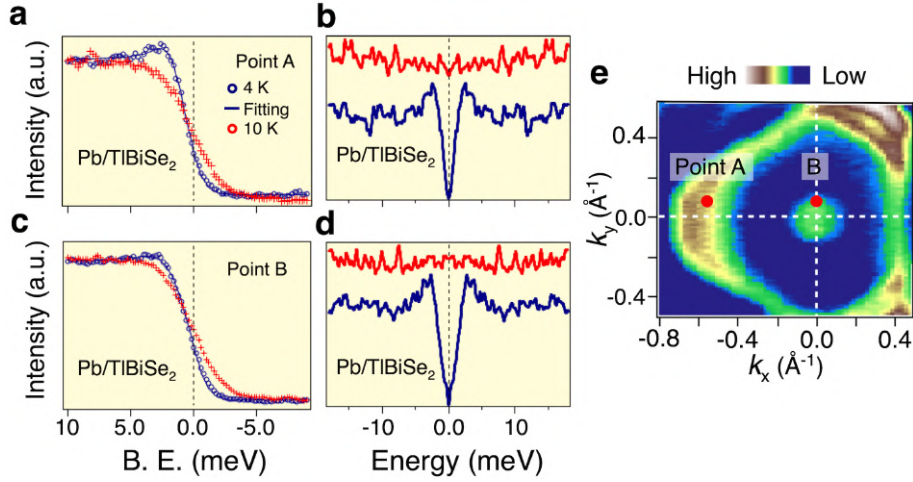 a
Intensity (a.u.)
Point A
4 K
Fitting
10 K
Pb/TlBiSe₂
b
Pb/TlBiSe₂
Pb/TlBiSe₂
c
Intensity (a.u.)
Point B
Pb/TlBiSe₂
10 5.0 0.0 -5.0
B. E. (meV)
d
Pb/TlBiSe₂
-10 0.0 10
Energy (meV)
e
High Low
Point A B
0.4
0.0
-0.4
ky (Å⁻¹)
-0.8 -0.4 0.0 0.4
kx (Å⁻¹)